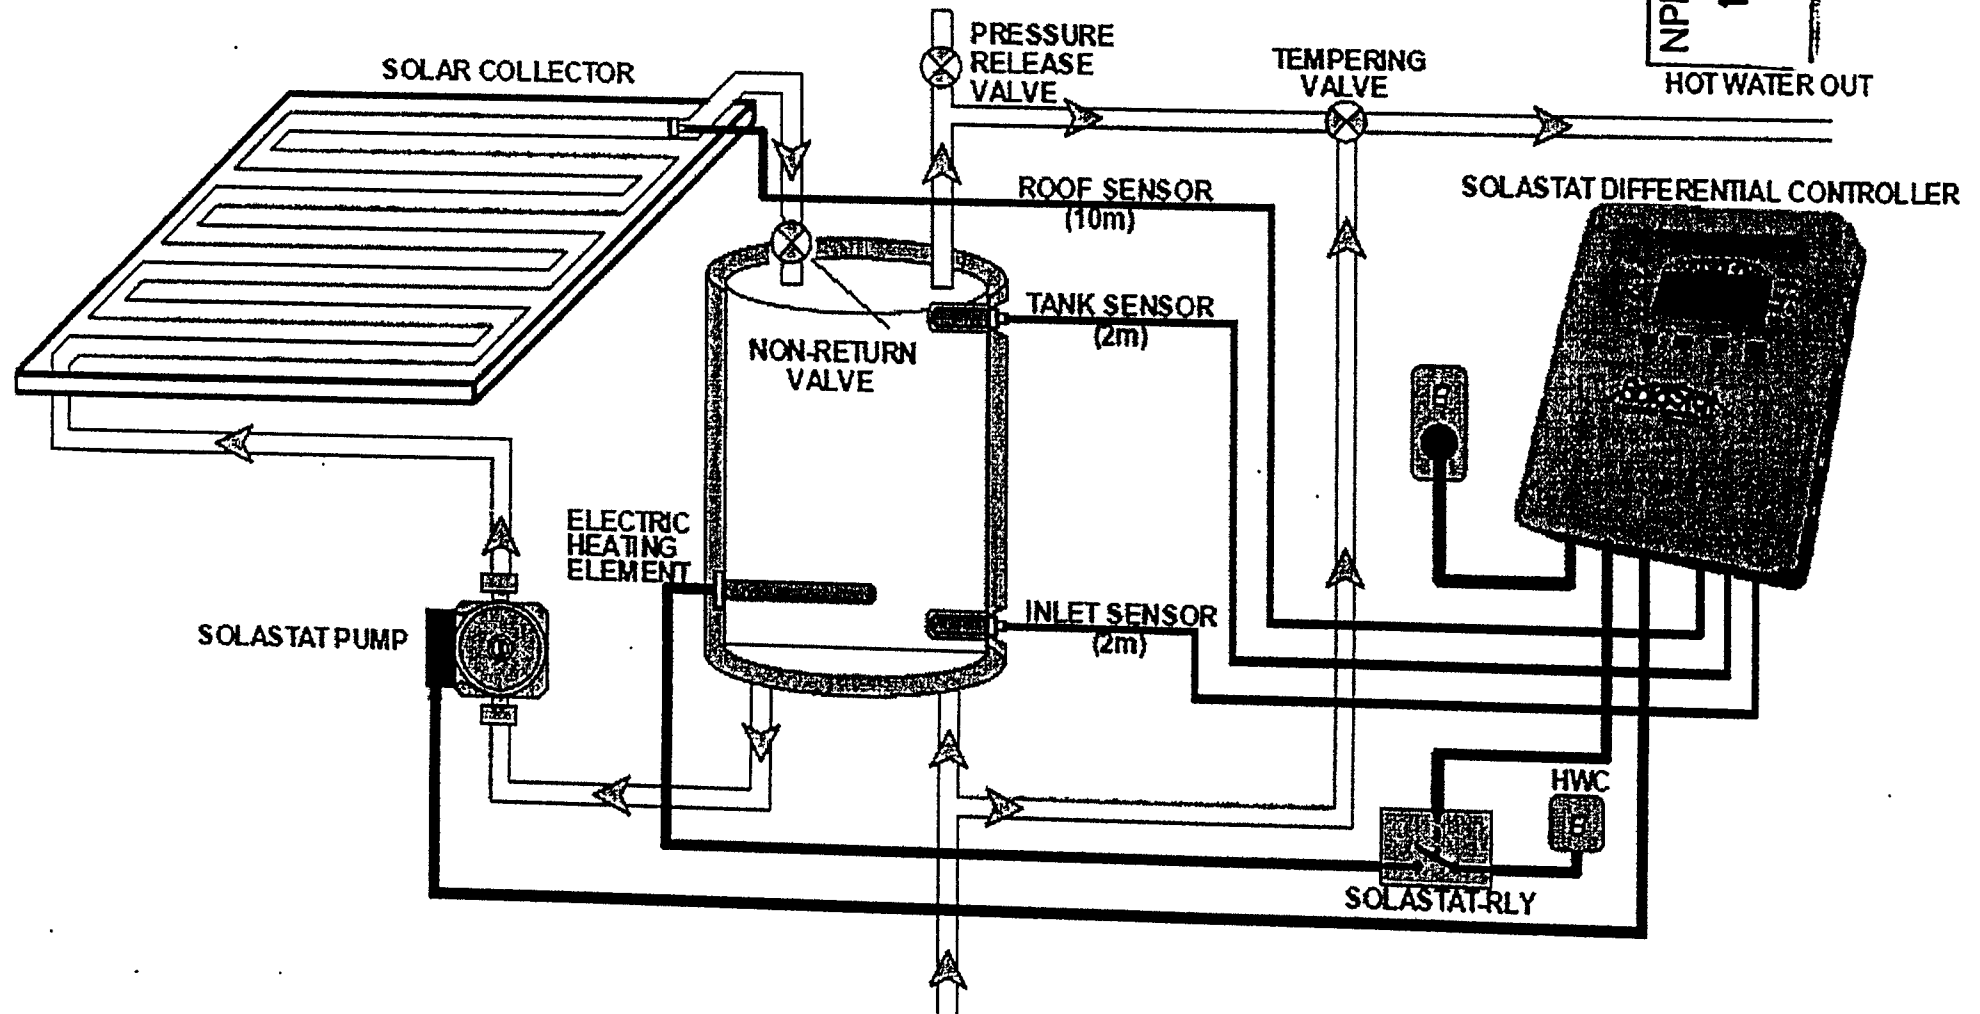 NPI
SOLAR COLLECTOR
PRESSURE
RELEASE
VALVE
TEMPERING
VALVE
HOT WATER OUT
ROOF SENSOR
(10m)
SOLASTAT DIFFERENTIAL CONTROLLER
TANK SENSOR
(2m)
NON-RETURN
VALVE
ELECTRIC
HEATING
ELEMENT
SOLASTAT PUMP
INLET SENSOR
(2m)
HWC
SOLASTAT-RLY